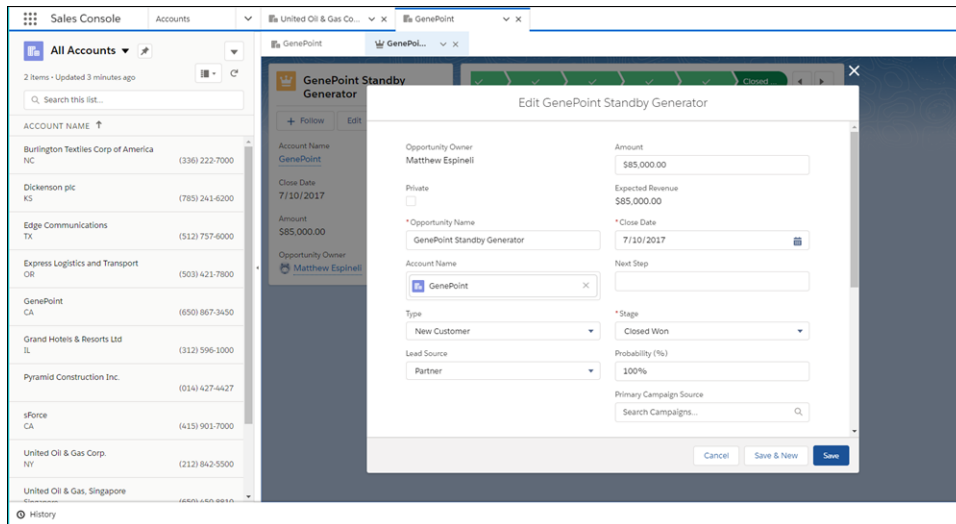 Sales Console
Accounts
United Oil & Gas Co...
GenePoint
All Accounts
2 items • Updated 3 minutes ago
Search this list...
ACCOUNT NAME
Burlington Textiles Corp of America
NC
(336) 222-7000
Dickenson plc
KS
(785) 241-6200
Edge Communications
TX
(512) 757-6000
Express Logistics and Transport
OR
(503) 421-7800
GenePoint
CA
(650) 867-3450
Grand Hotels & Resorts Ltd
IL
(312) 596-1000
Pyramid Construction Inc.
(014) 427-4427
sForce
CA
(415) 901-7000
United Oil & Gas Corp.
NY
(212) 842-5500
United Oil & Gas, Singapore
Singapore
(650) 450-8810
History
GenePoint
GenePoi...
GenePoint Standby
Generator
Follow
Edit
Closed ...
Account Name
GenePoint
Close Date
7/10/2017
Amount
$85,000.00
Opportunity Owner
Matthew Espineli
Edit GenePoint Standby Generator
Opportunity Owner
Matthew Espineli
Amount
$85,000.00
Private
Expected Revenue
$85,000.00
*Opportunity Name
GenePoint Standby Generator
*Close Date
7/10/2017
Account Name
GenePoint
Next Step
Type
New Customer
*Stage
Closed Won
Lead Source
Partner
Probability (%)
100%
Primary Campaign Source
Search Campaigns...
Cancel
Save & New
Save